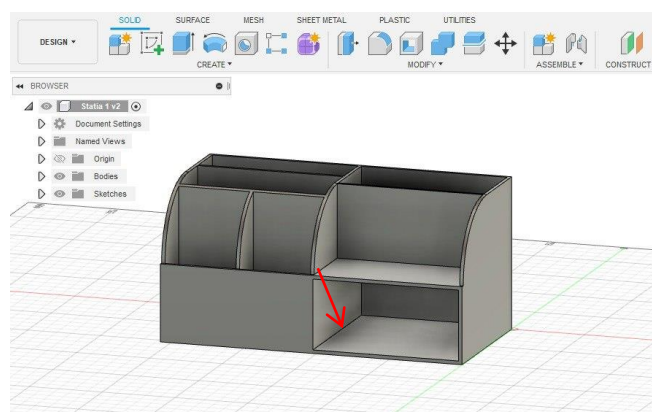 SOLID SURFACE MESH SHEET METAL PLASTIC UTILITIES
DESIGN ▾
CREATE ▾ MODIFY ▾ ASSEMBLE ▾ CONSTRUCT
BROWSER
Statia 1 v2
Document Settings
Named Views
Origin
Bodies
Sketches